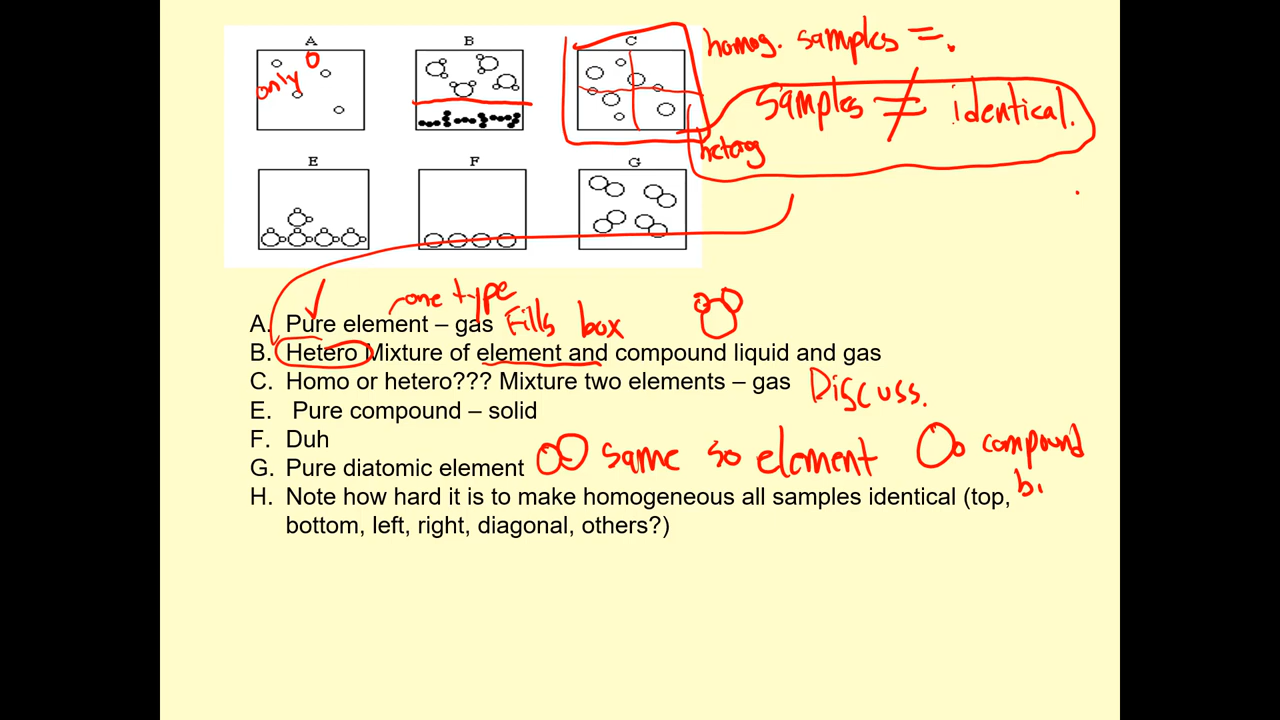 A B C homog. samples =.
only samples ≠ identical.
heterog
E F G
one type
A. Pure element – gas Fills box
B. Hetero Mixture of element and compound liquid and gas
C. Homo or hetero??? Mixture two elements – gas Discuss.
E. Pure compound – solid
F. Duh
G. Pure diatomic element same so element compound
H. Note how hard it is to make homogeneous all samples identical (top,
bottom, left, right, diagonal, others?)